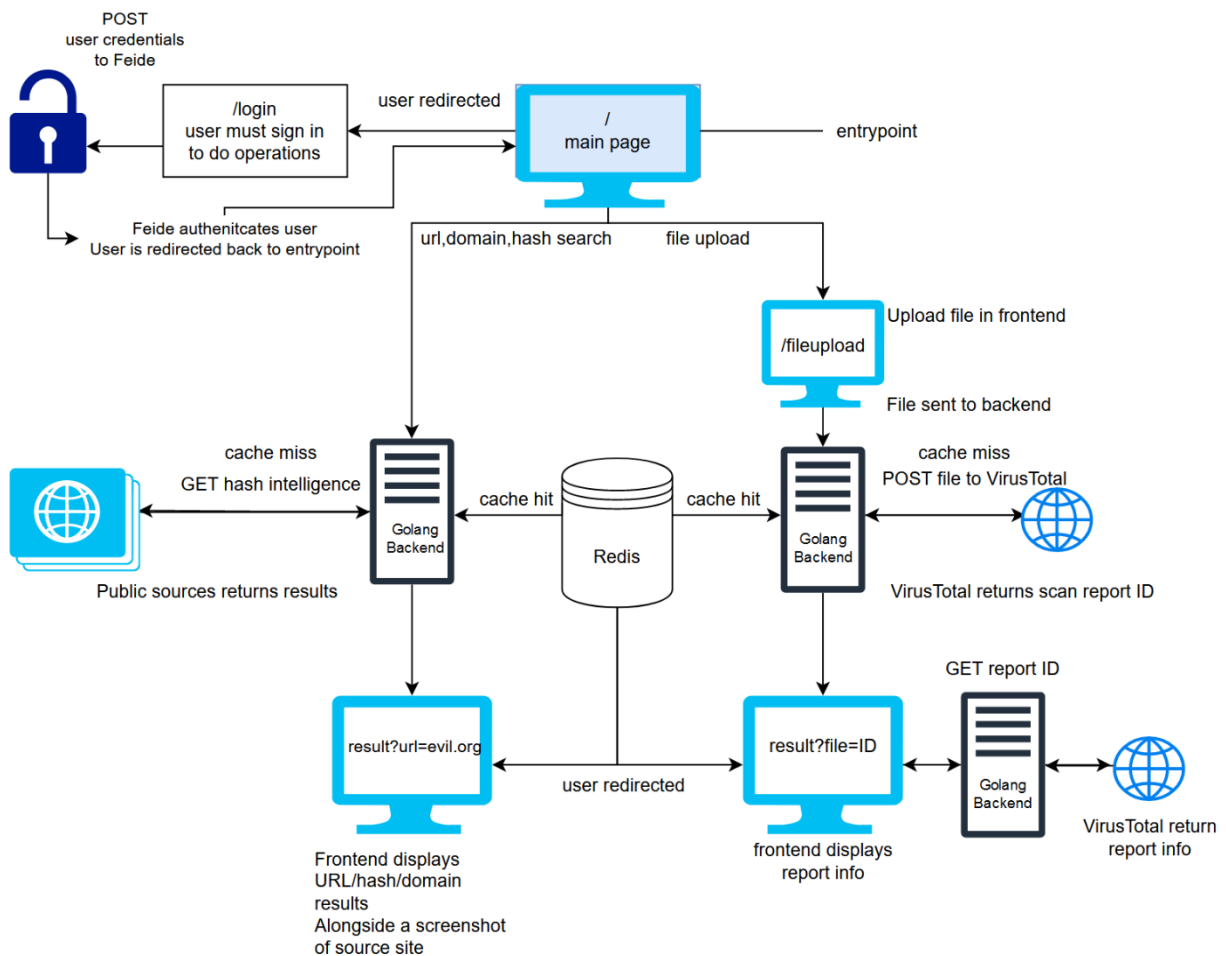 POST
user credentials
to Feide
/login
user must sign in
to do operations
user redirected
/
main page
entrypoint
Feide authenitcates user
User is redirected back to entrypoint
url,domain,hash search
file upload
/fileupload
Upload file in frontend
File sent to backend
cache miss
GET hash intelligence
Public sources returns results
Golang
Backend
cache hit
Redis
cache hit
Golang
Backend
cache miss
POST file to VirusTotal
VirusTotal returns scan report ID
result?url=evil.org
user redirected
result?file=ID
GET report ID
Golang
Backend
VirusTotal return
report info
Frontend displays
URL/hash/domain
results
Alongside a screenshot
of source site
frontend displays
report info